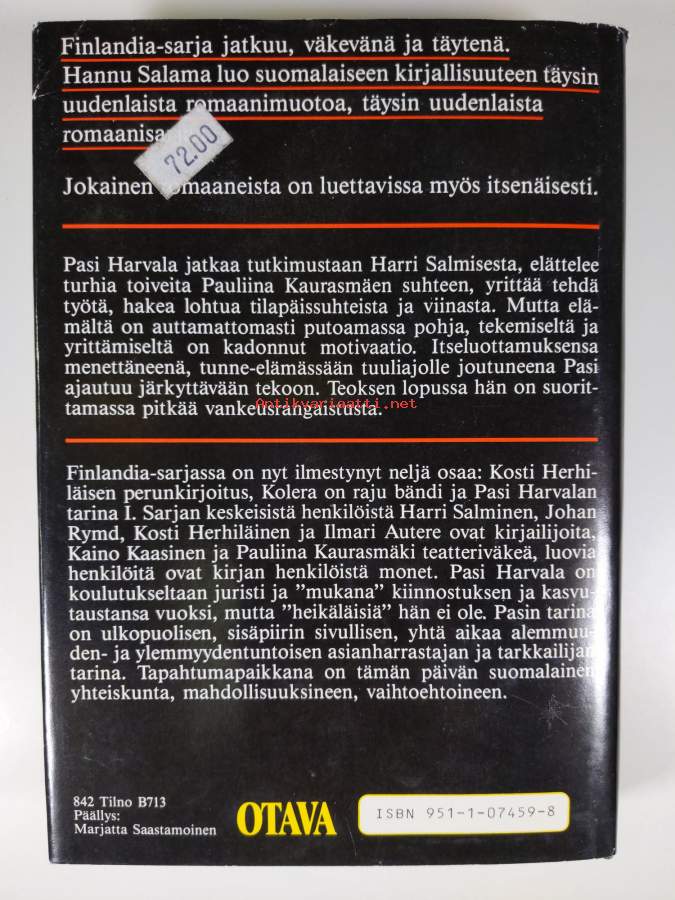 Finlandia-sarja jatkuu, väkevänä ja täytenä.
Hannu Salama luo suomalaiseen kirjallisuuteen täysin
uudenlaista romaanimuotoa, täysin uudenlaista
72.00
Jokainen romaaneista on luettavissa myös itsenäisesti.
Pasi Harvala jatkaa tutkimustaan Harri Salmisesta, elättelee
turhia toiveita Pauliina Kaurasmäen suhteen, yrittää tehdä
työtä, hakea lohtua tilapäissuhteista ja viinasta. Mutta elä-
mältä on auttamattomasti putoamassa pohja, tekemiseltä ja
yrittämiseltä on kadonnut motivaatio. Itseluottamuksensa
menettäneenä, tunne-elämässään tuuliajolle joutuneena Pasi
ajautuu järkyttävään tekoon. Teoksen lopussa hän on suorit-
tamassa pitkää vankeusrangaistusta.
Antikvariaatti.net
Finlandia-sarjassa on nyt ilmestynyt neljä osaa: Kosti Herhi-
läisen perunkirjoitus, Kolera on raju bändi ja Pasi Harvalan
tarina I. Sarjan keskeisistä henkilöistä Harri Salminen, Johan
Rymd, Kosti Herhiläinen ja Ilmari Autere ovat kirjailijoita,
Kaino Kaasinen ja Pauliina Kaurasmäki teatteriväkeä, luovia
henkilöitä ovat kirjan henkilöistä monet. Pasi Harvala on
koulutukseltaan juristi ja ”mukana” kiinnostuksen ja kasvu-
taustansa vuoksi, mutta ”heikäläisiä” hän ei ole. Pasin tarina
on ulkopuolisen, sisäpiirin sivullisen, yhtä aikaa alemmuu-
den- ja ylemmyydentuntoisen asianharrastajan ja tarkkailijan
tarina. Tapahtumapaikkana on tämän päivän suomalainen
yhteiskunta, mahdollisuuksineen, vaihtoehtoineen.
842 Tilno B713
Päällys:
Marjatta Saastamoinen
OTAVA
ISBN 951-1-07459-8